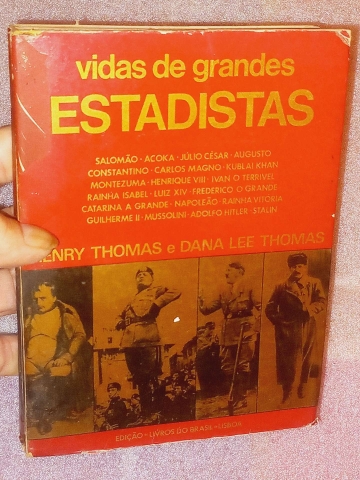 vidas de grandes
ESTADISTAS
SALOMÃO · ACOKA · JÚLIO CÉSAR · AUGUSTO
CONSTANTINO · CARLOS MAGNO · KUBLAI KHAN
MONTEZUMA · HENRIQUE VIII · IVAN O TERRIVEL
RAINHA ISABEL · LUIZ XIV · FREDERICO O GRANDE
CATARINA A GRANDE · NAPOLEÃO · RAINHA VITÓRIA
GUILHERME II · MUSSOLINI · ADOLFO HITLER · STALIN
HENRY THOMAS e DANA LEE THOMAS
EDIÇÃO · LIVROS DO BRASIL · LISBOA